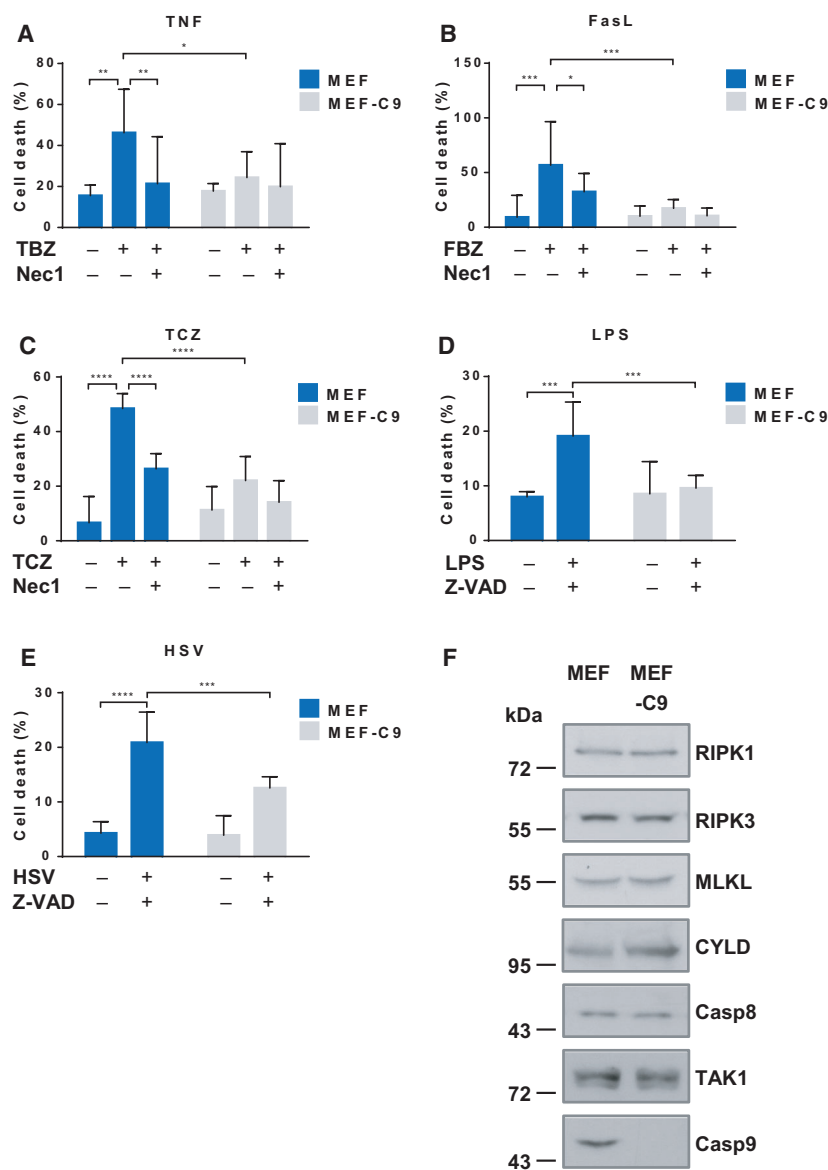 A
TNF
* 
** **
Cell death (%)
80
60
40
20
0
MEF
MEF-C9
TBZ – + + – + +
Nec1 – – + – – +
B
FasL
***
*** *
Cell death (%)
150
100
50
0
MEF
MEF-C9
FBZ – + + – + +
Nec1 – – + – – +
C
TCZ
****
**** ****
Cell death (%)
60
40
20
0
MEF
MEF-C9
TCZ – + + – + +
Nec1 – – + – – +
D
LPS
*** ***
Cell death (%)
30
20
10
0
MEF
MEF-C9
LPS – + – +
Z-VAD – + – +
E
HSV
**** ***
Cell death (%)
30
20
10
0
MEF
MEF-C9
HSV – + – +
Z-VAD – + – +
F
MEF MEF
-C9
kDa
72 RIPK1
55 RIPK3
55 MLKL
95 CYLD
43 Casp8
72 TAK1
43 Casp9